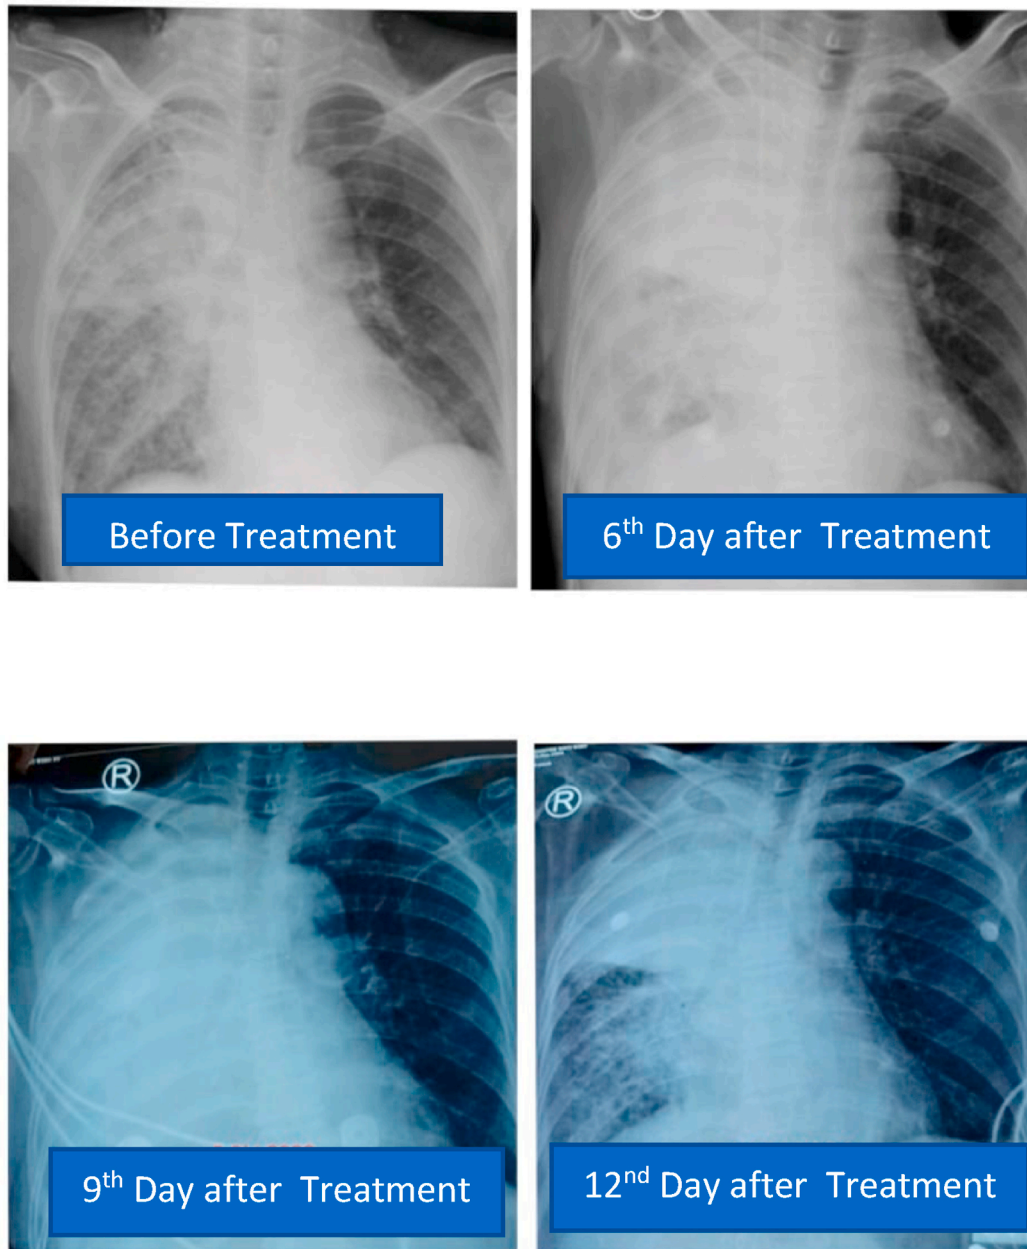 R
Before Treatment
6th Day after Treatment
R
R
9th Day after Treatment
12nd Day after Treatment